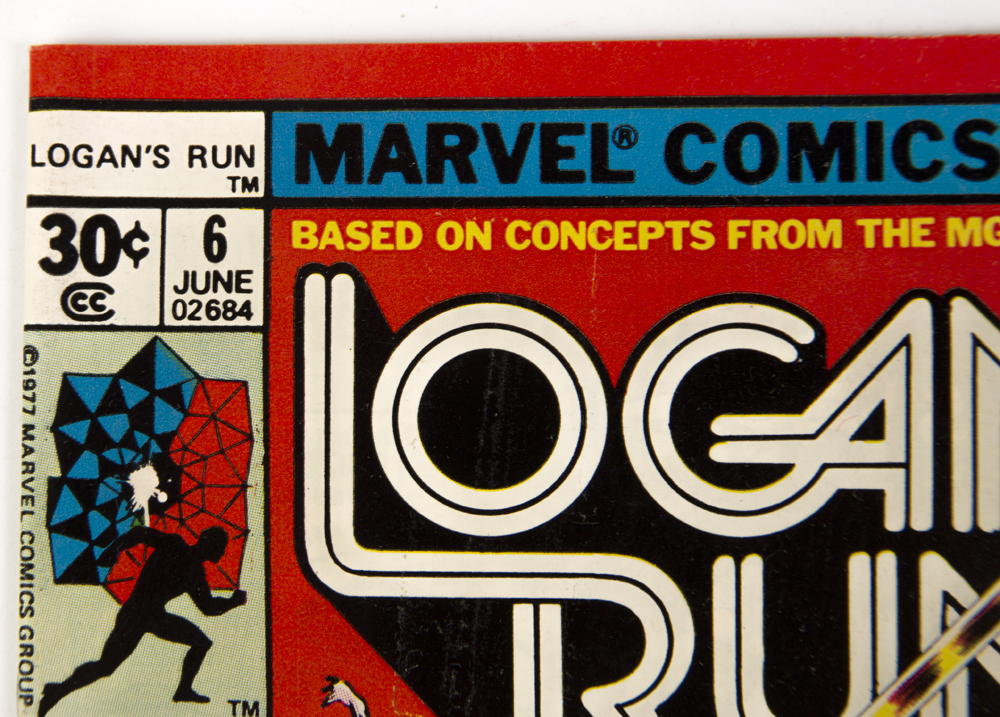 LOGAN'S RUN
TM
MARVEL® COMICS
30¢
CC
6
JUNE
02684
BASED ON CONCEPTS FROM THE MG
LOGAN
RUN
©1977 MARVEL COMICS GROUP
TM